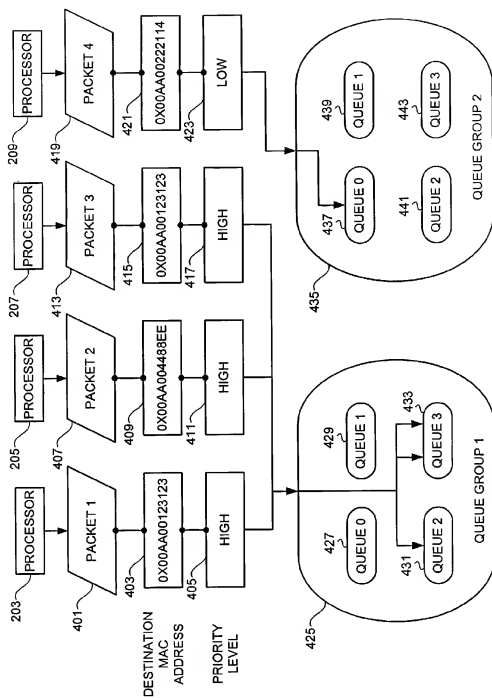 203
PROCESSOR
205
PROCESSOR
207
PROCESSOR
209
PROCESSOR
401
PACKET 1
407
PACKET 2
413
PACKET 3
419
PACKET 4
DESTINATION
MAC
ADDRESS
403
0X00AA00123123
409
0X00AA004488EE
415
0X00AA00123123
421
0X00AA00222114
PRIORITY
LEVEL
405
HIGH
411
HIGH
417
HIGH
423
LOW
425
427
QUEUE 0
429
QUEUE 1
431
QUEUE 2
433
QUEUE 3
QUEUE GROUP 1
435
437
QUEUE 0
439
QUEUE 1
441
QUEUE 2
443
QUEUE 3
QUEUE GROUP 2